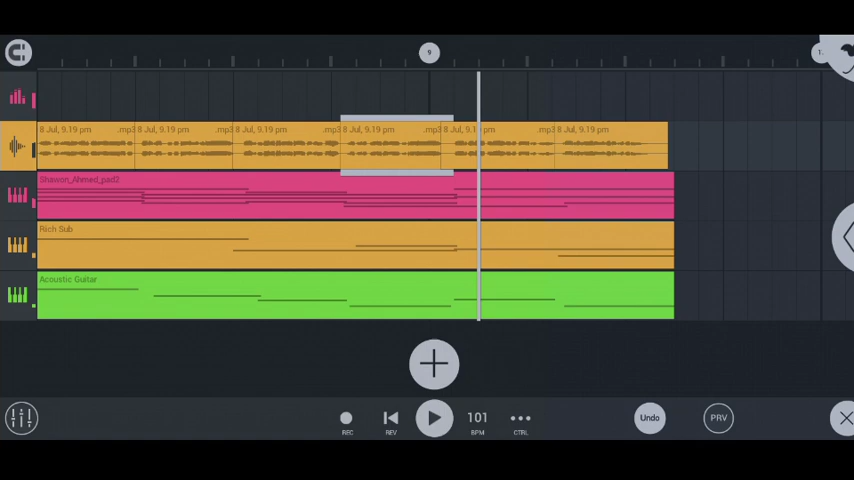 9
8 Jul, 9.19 pm .mp3 8 Jul, 9.19 pm .mp3 8 Jul, 9.19 pm .mp3 8 Jul, 9.19 pm .mp3 8 Jul, 9.19 pm .mp3 8 Jul, 9.19 pm
Shawon_Ahmed_pad2
Rich Sub
Acoustic Guitar
101 Undo PRV
REC REV BPM CTRL